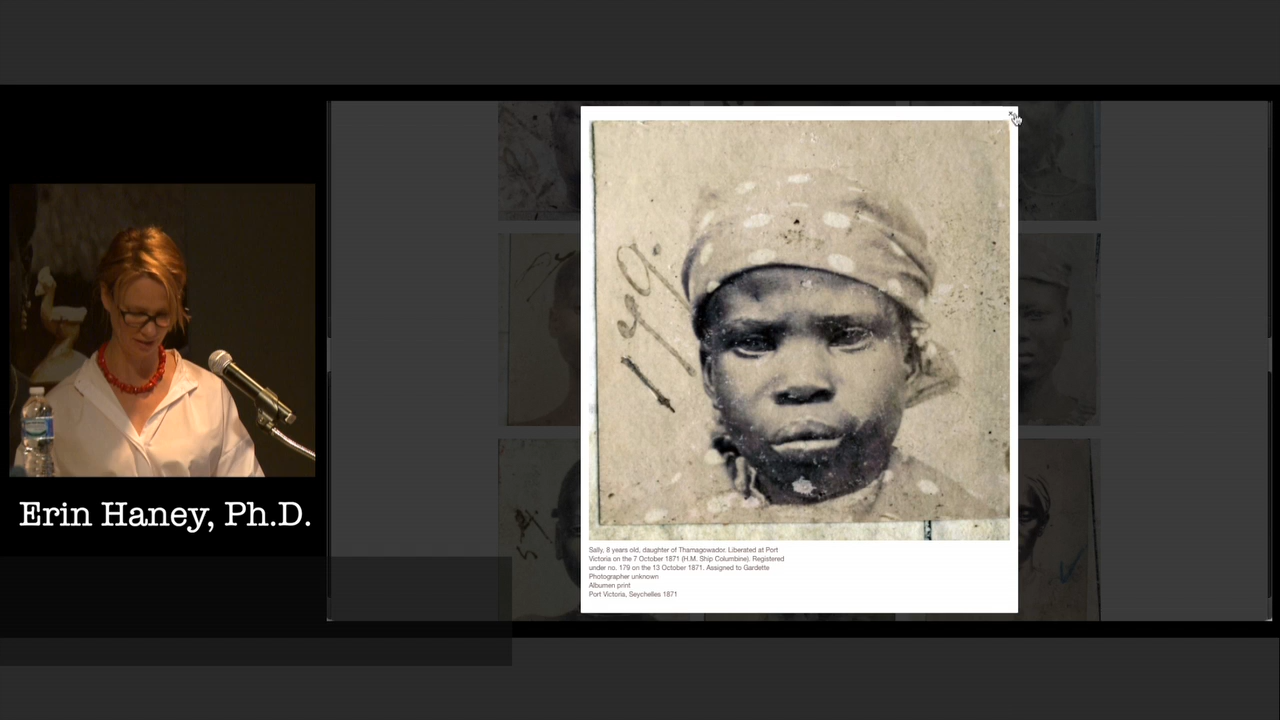 179.
Erin Haney, Ph.D.
Sally, 8 years old, daughter of Thamagowador. Liberated at Port
Victoria on the 7 October 1871 (H.M. Ship Columbine). Registered
under no. 179 on the 13 October 1871. Assigned to Gardette
Photographer unknown
Albumen print
Port Victoria, Seychelles 1871